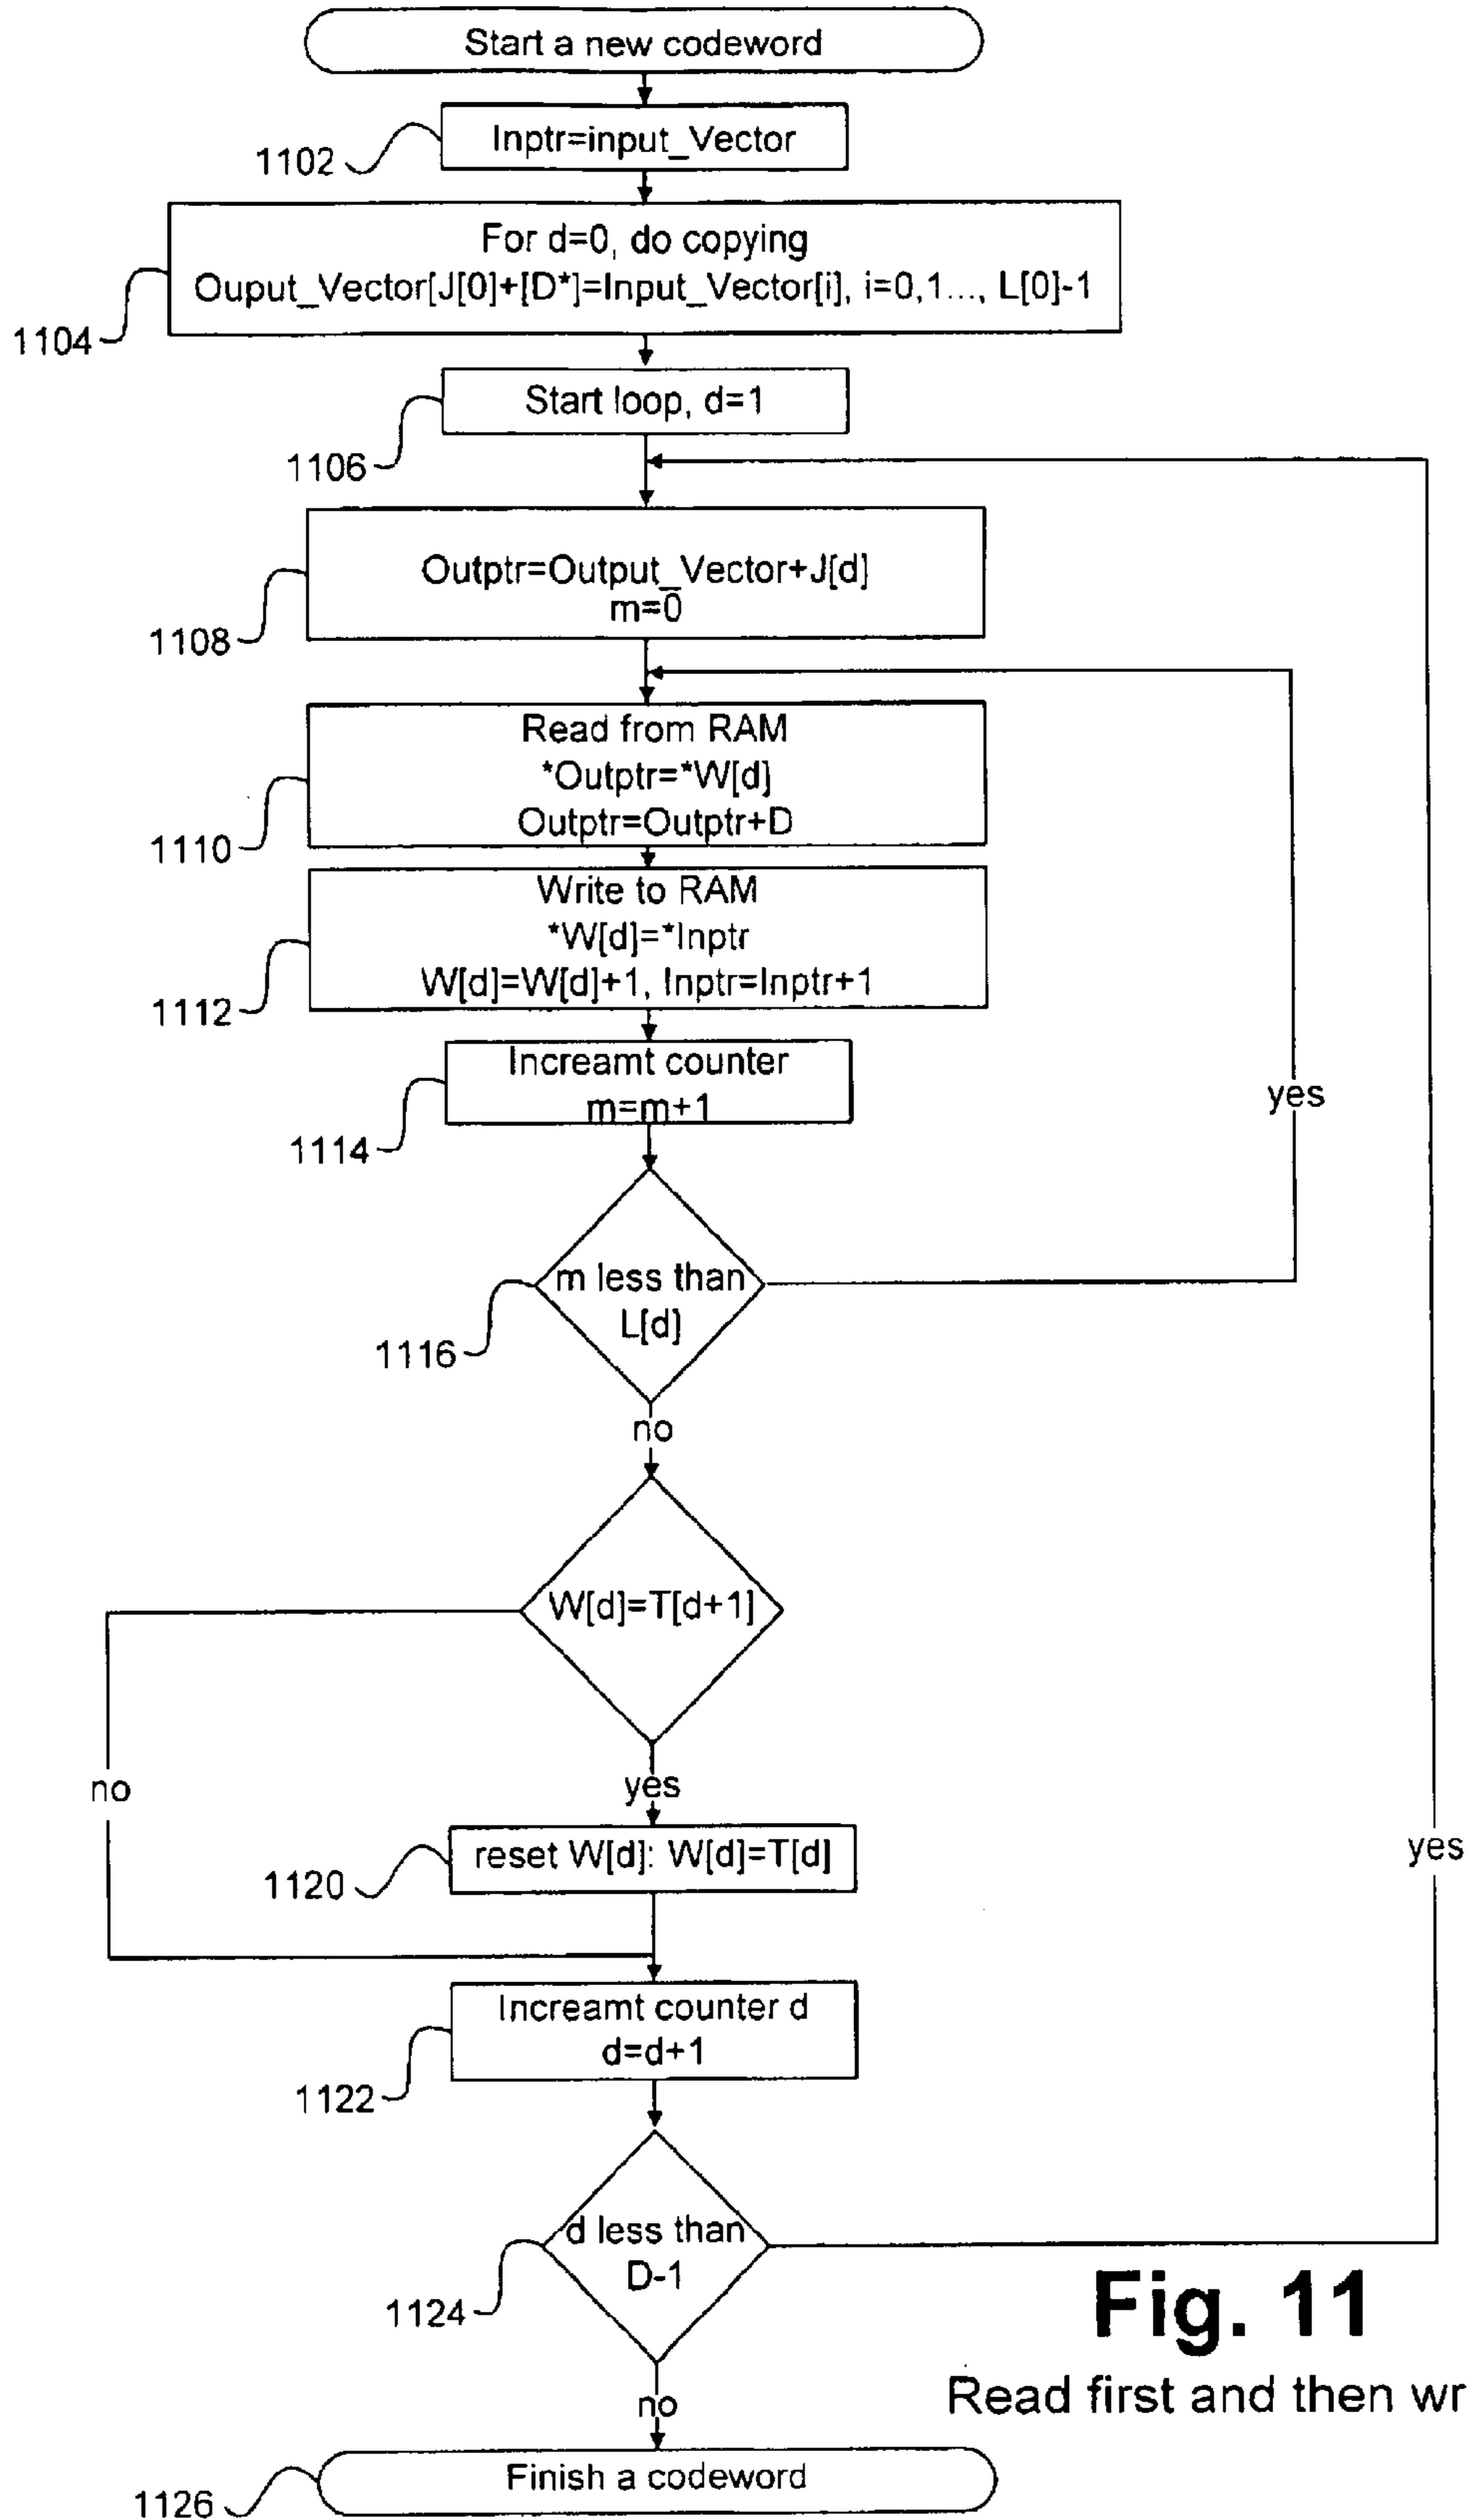 Start a new codeword
Inptr=input_Vector
1102
For d=0, do copying
Ouput_Vector[J[0]+[D*]=Input_Vector[i], i=0,1..., L[0]-1
1104
Start loop, d=1
1106
Outptr=Output_Vector+J[d]
m=0
1108
Read from RAM
*Outptr=*W[d]
Outptr=Outptr+D
1110
Write to RAM
*W[d]=*Inptr
W[d]=W[d]+1, Inptr=Inptr+1
1112
Increamt counter
m=m+1
1114
yes
m less than
L[d]
1116
no
W[d]=T[d+1]
no
yes
reset W[d]: W[d]=T[d]
1120
yes
Increamt counter d
d=d+1
1122
d less than
D-1
1124
no
Fig. 11
Read first and then wr
Finish a codeword
1126